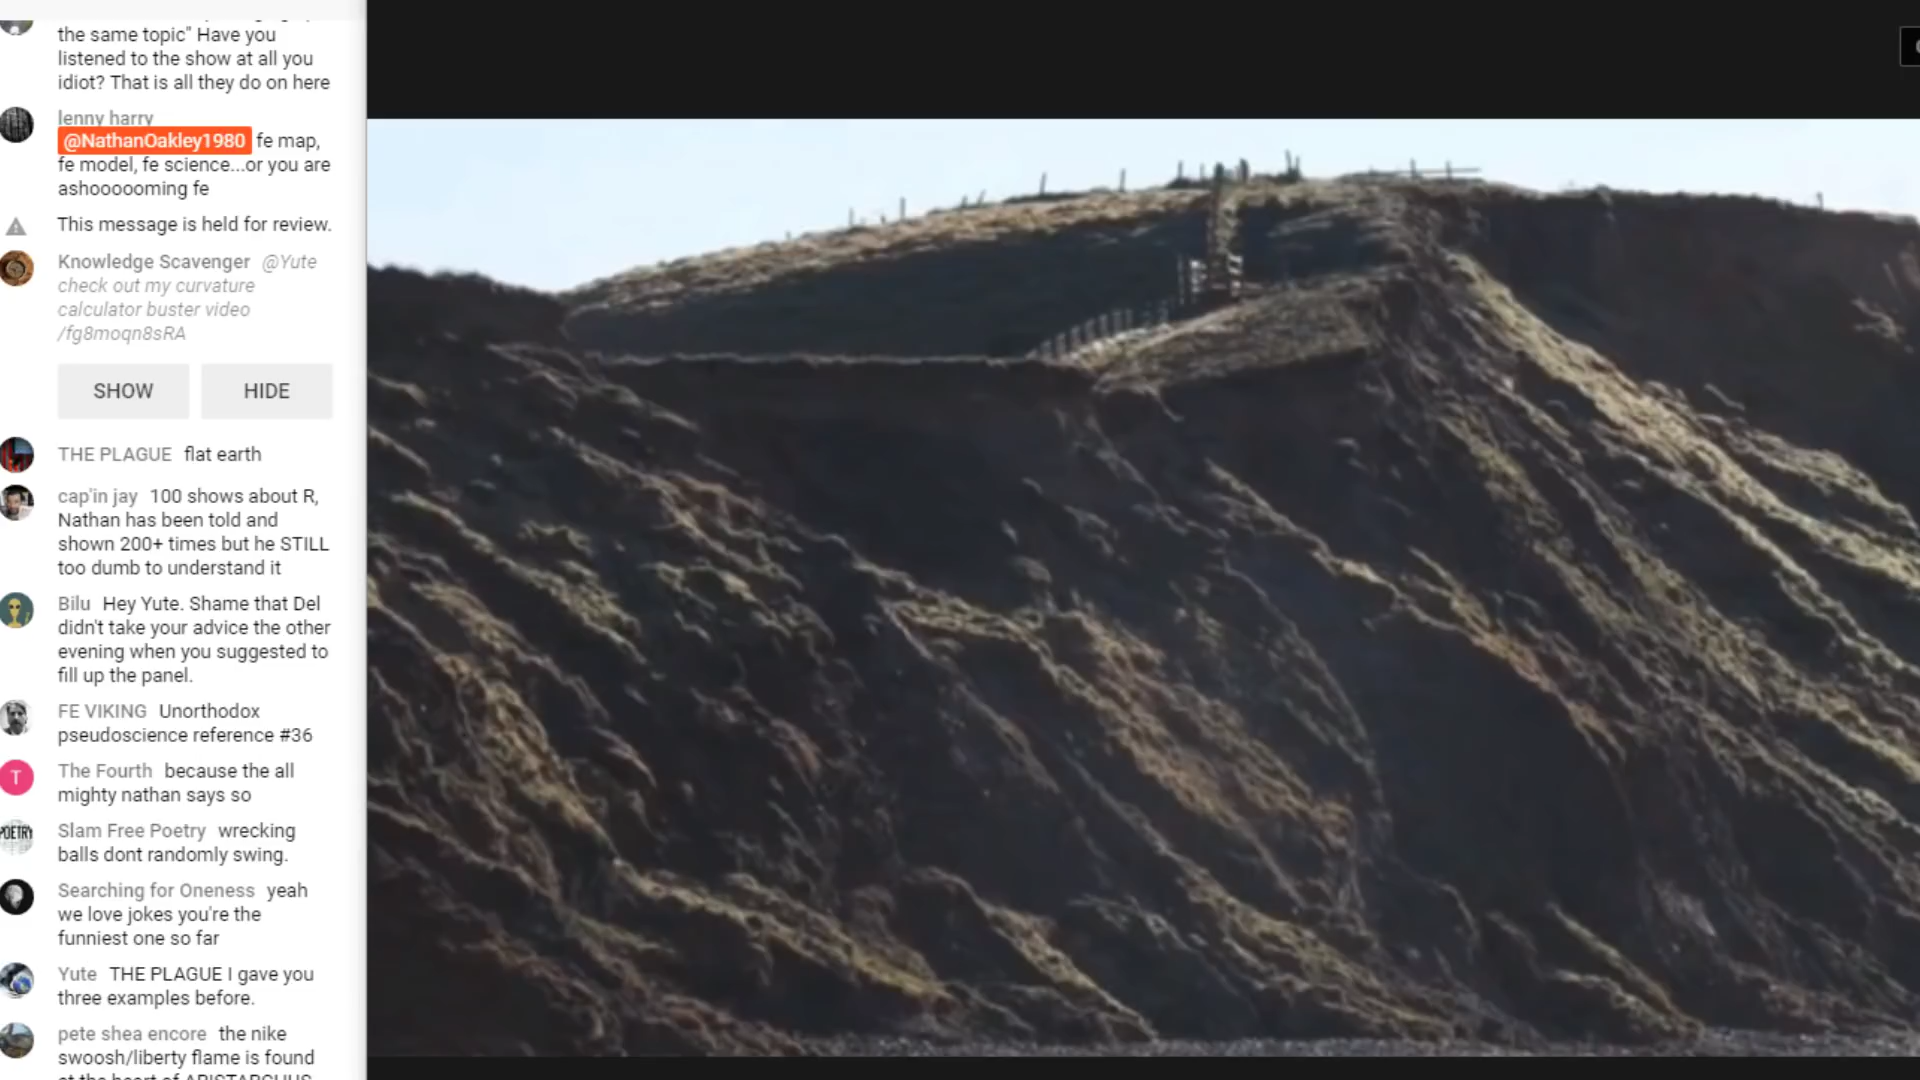 the same topic" Have you
listened to the show at all you
idiot? That is all they do on here
lenny harry
@NathanOakley1980 fe map,
fe model, fe science...or you are
ashoooooming fe
This message is held for review.
Knowledge Scavenger @Yute
check out my curvature
calculator buster video
/fg8moqn8sRA
SHOW HIDE
THE PLAGUE flat earth
cap'in jay 100 shows about R,
Nathan has been told and
shown 200+ times but he STILL
too dumb to understand it
Bilu Hey Yute. Shame that Del
didn't take your advice the other
evening when you suggested to
fill up the panel.
FE VIKING Unorthodox
pseudoscience reference #36
T
The Fourth because the all
mighty nathan says so
POETRY
Slam Free Poetry wrecking
balls dont randomly swing.
Searching for Oneness yeah
we love jokes you're the
funniest one so far
Yute THE PLAGUE I gave you
three examples before.
pete shea encore the nike
swoosh/liberty flame is found
at the heart of ARISTARCHUS